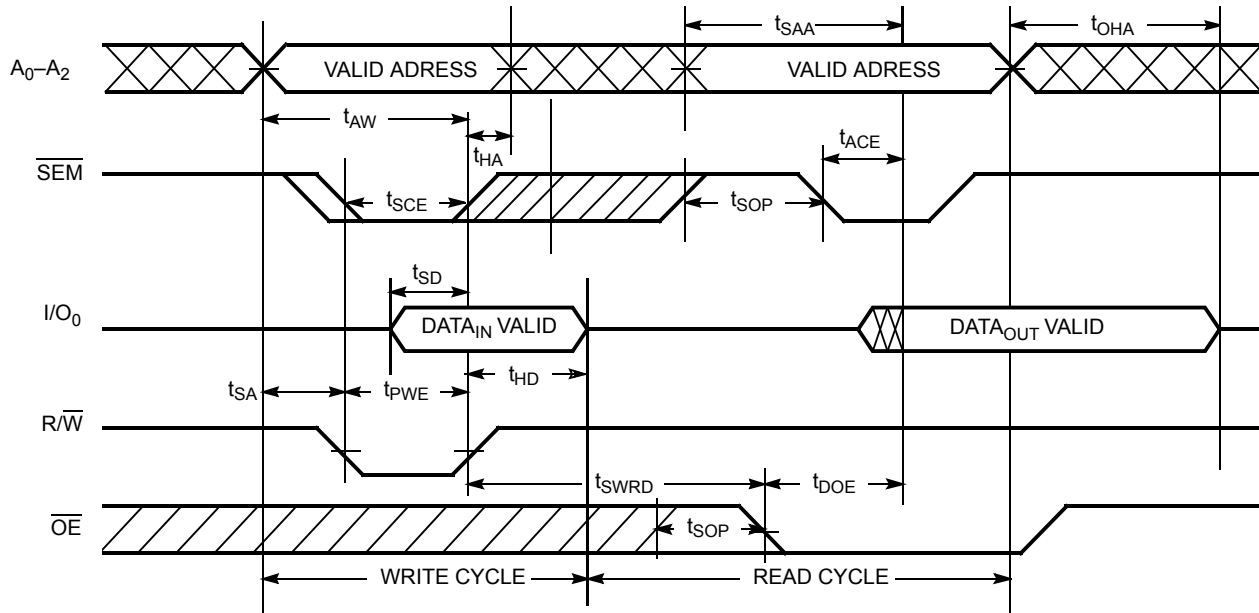 tSAA
tOHA
A0–A2
VALID ADRESS
VALID ADRESS
tAW
tHA
tACE
SEM
tSCE
tSOP
tSD
I/O0
DATAIN VALID
DATAOUT VALID
tSA
tPWE
tHD
R/W
tSWRD
tDOE
OE
tSOP
WRITE CYCLE
READ CYCLE